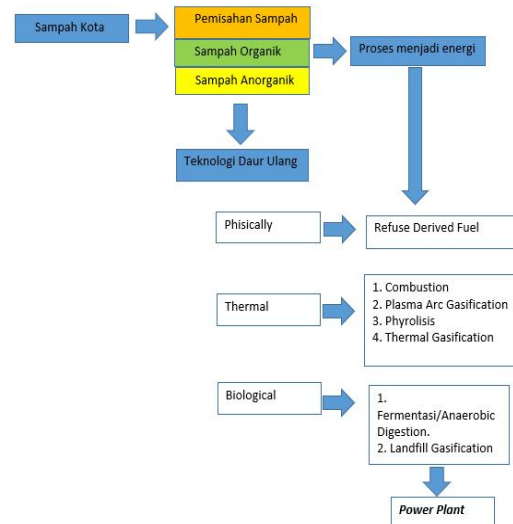 Sampah Kota
Pemisahan Sampah
Sampah Organik
Sampah Anorganik
Proses menjadi energi
Teknologi Daur Ulang
Phisically
Refuse Derived Fuel
Thermal
1. Combustion
2. Plasma Arc Gasification
3. Phyrolisis
4. Thermal Gasification
Biological
1.
Fermentasi/Anaerobic
Digestion.
2. Landfill Gasification
Power Plant